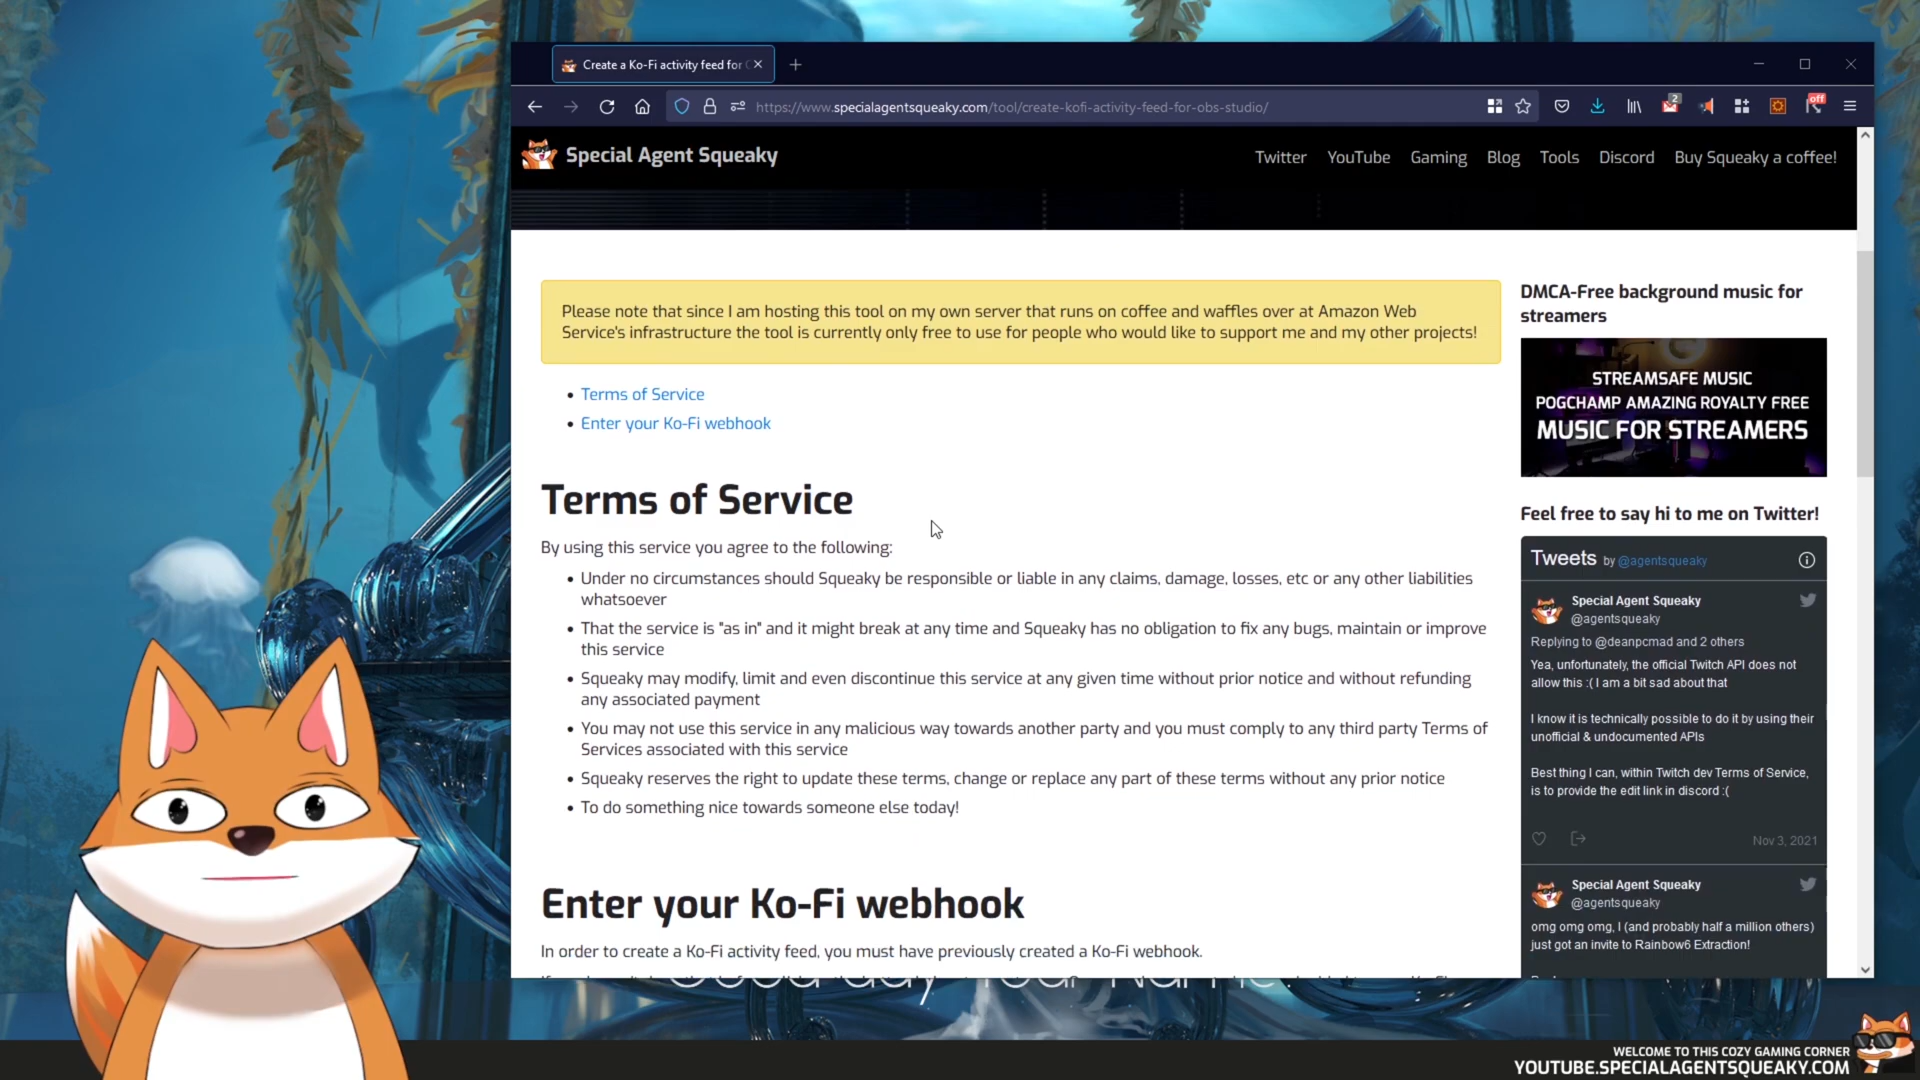 Create a Ko-Fi activity feed for
https://www.specialagentsqueaky.com/tool/create-kofi-activity-feed-for-obs-studio/
2
off
Special Agent Squeaky
Twitter YouTube Gaming Blog Tools Discord Buy Squeaky a coffee!
Please note that since I am hosting this tool on my own server that runs on coffee and waffles over at Amazon Web
Service's infrastructure the tool is currently only free to use for people who would like to support me and my other projects!
Terms of Service
Enter your Ko-Fi webhook
Terms of Service
By using this service you agree to the following:
Under no circumstances should Squeaky be responsible or liable in any claims, damage, losses, etc or any other liabilities
whatsoever
That the service is "as in" and it might break at any time and Squeaky has no obligation to fix any bugs, maintain or improve
this service
Squeaky may modify, limit and even discontinue this service at any given time without prior notice and without refunding
any associated payment
You may not use this service in any malicious way towards another party and you must comply to any third party Terms of
Services associated with this service
Squeaky reserves the right to update these terms, change or replace any part of these terms without any prior notice
To do something nice towards someone else today!
Enter your Ko-Fi webhook
In order to create a Ko-Fi activity feed, you must have previously created a Ko-Fi webhook.
DMCA-Free background music for
streamers
STREAMSAFE MUSIC
POGCHAMP AMAZING ROYALTY FREE
MUSIC FOR STREAMERS
Feel free to say hi to me on Twitter!
Tweets by @agentsqueaky
Special Agent Squeaky
@agentsqueaky
Replying to @deanpcmad and 2 others
Yea, unfortunately, the official Twitch API does not
allow this :( I am a bit sad about that
I know it is technically possible to do it by using their
unofficial & undocumented APIs
Best thing I can, within Twitch dev Terms of Service,
is to provide the edit link in discord :(
Nov 3, 2021
Special Agent Squeaky
@agentsqueaky
omg omg omg, I (and probably half a million others)
just got an invite to Rainbow6 Extraction!
WELCOME TO THIS COZY GAMING CORNER
YOUTUBE.SPECIALAGENTSQUEAKY.COM